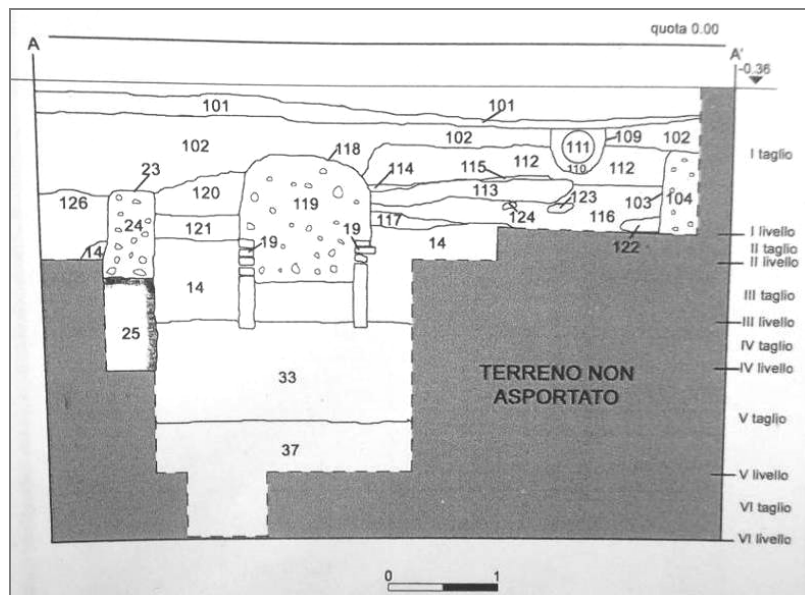 quota 0.00
A
A'
-0.36
101
101
102
118
102
111
109
102
I taglio
110
114
115
112
112
23
120
119
113
123
103
104
126
24
117
124
116
121
122
I livello
19
19
14
14
II taglio
II livello
14
25
III taglio
III livello
IV taglio
33
TERRENO NON
ASPORTATO
IV livello
V taglio
37
V livello
VI taglio
VI livello
0
1